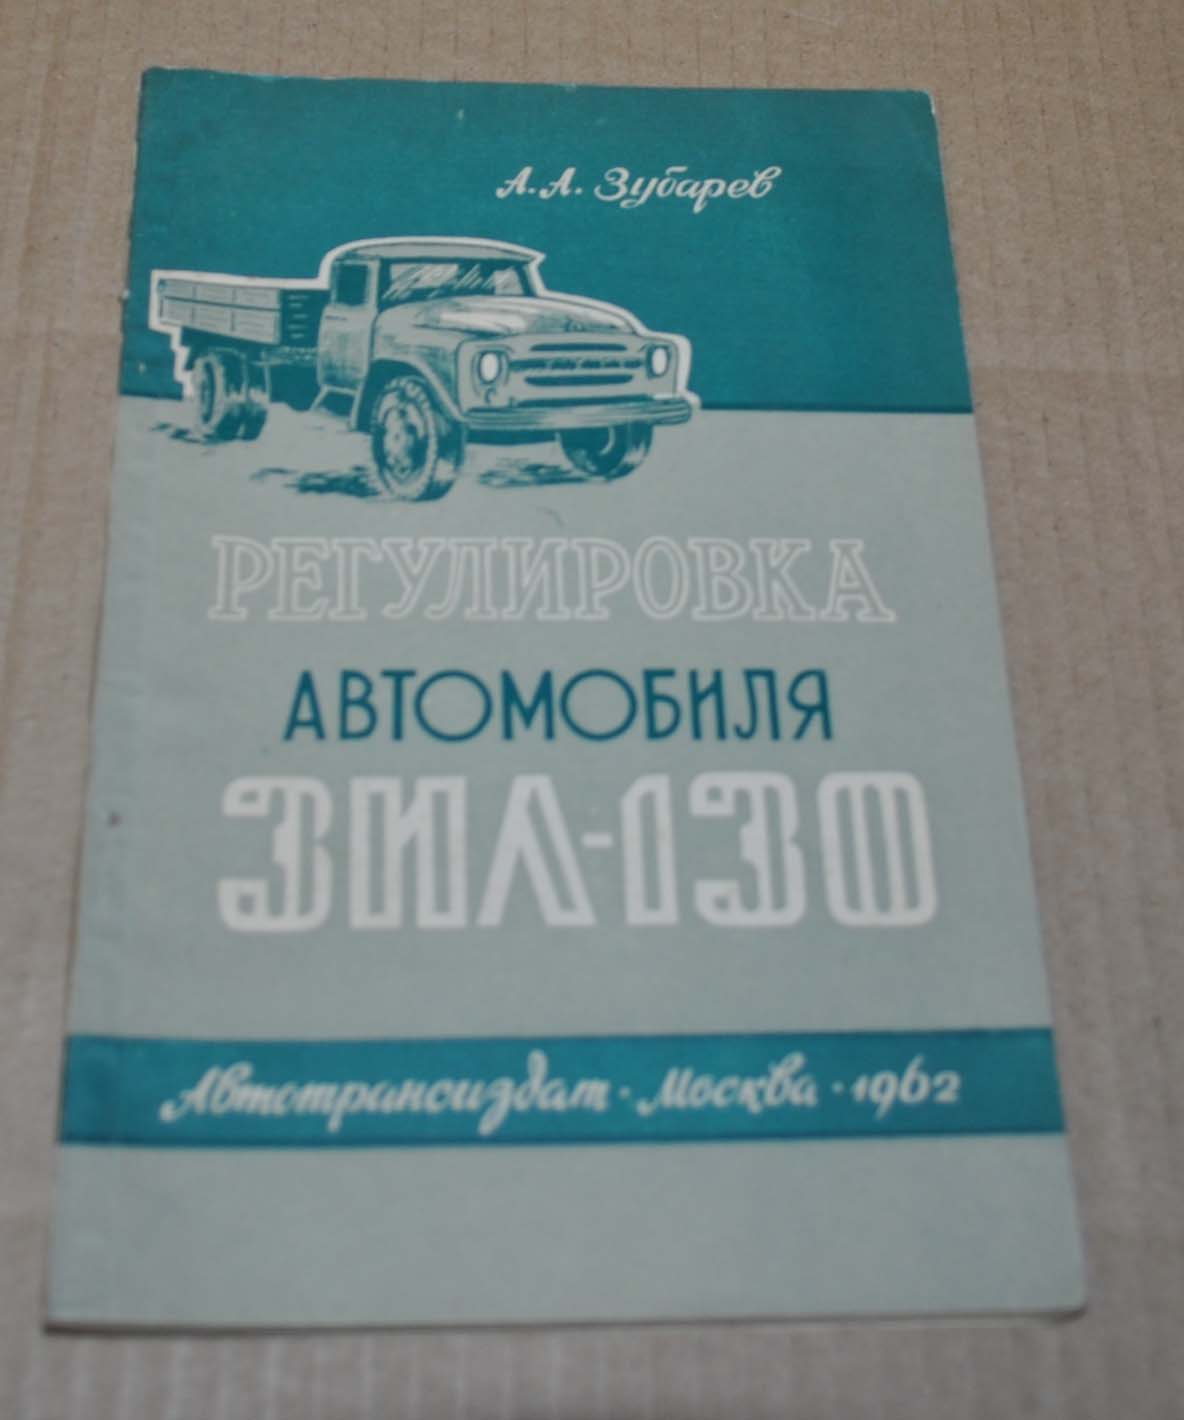 А.А. Зубарев
РЕГУЛИРОВКА
АВТОМОБИЛЯ
ЗИЛ-130
Автотрансиздат · Москва · 1962